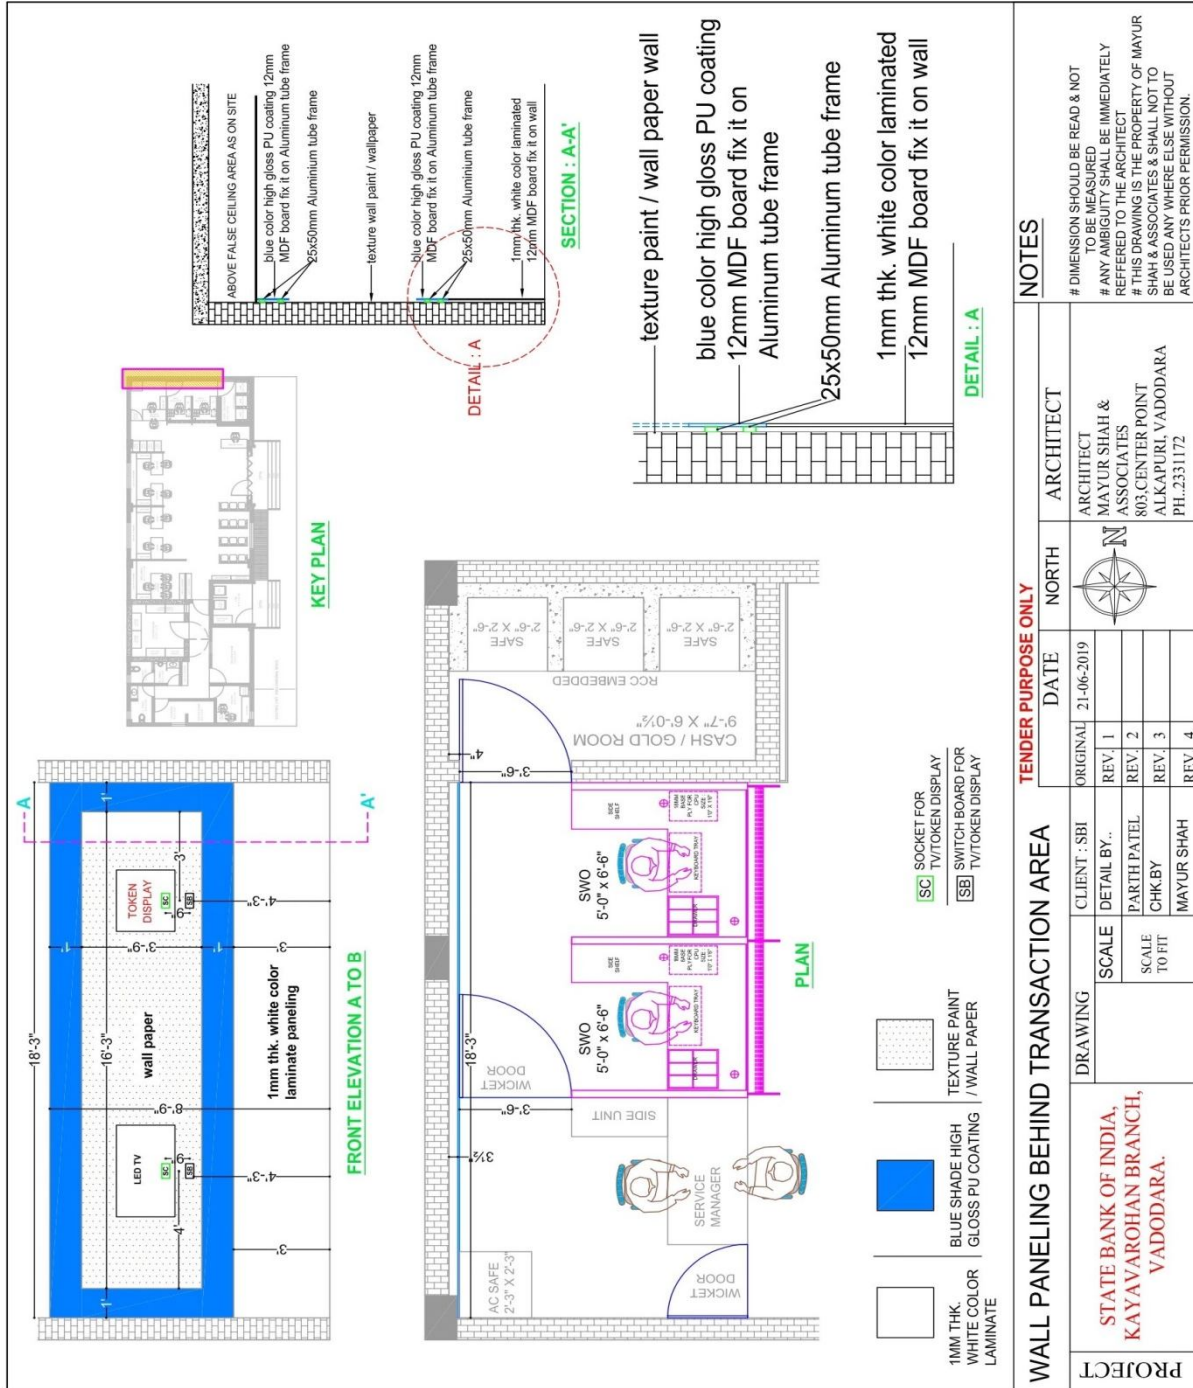 18'-3"
1'
16'-3"
1'
A
A'
1'
3'-9"
1'
LED TV
wall paper
TOKEN
DISPLAY
SC
SB
6"
SC
SB
6"
4'
3'
8'-9"
3'
4'-3"
3'
4'-3"
1mm thk. white color
laminate paneling
FRONT ELEVATION A TO B
KEY PLAN
ABOVE FALSE CEILING AREA AS ON SITE
blue color high gloss PU coating 12mm
MDF board fix it on Aluminum tube frame
25x50mm Aluminium tube frame
texture wall paint / wallpaper
blue color high gloss PU coating 12mm
MDF board fix it on Aluminum tube frame
25x50mm Aluminium tube frame
1mm thk. white color laminated
12mm MDF board fix it on wall
DETAIL : A
SECTION : A-A'
3½
18'-3"
4"
AC SAFE
2'-3" X 2'-3"
3'-6"
WICKET
DOOR
3'-6"
SIDE UNIT
SERVICE
MANAGER
WICKET
DOOR
SWO
5'-0" x 6'-6"
SIDE
SHELF
DRAWER
KEYBOARD TRAY
SWO
5'-0" x 6'-6"
SIDE
SHELF
DRAWER
KEYBOARD TRAY
CASH / GOLD ROOM
9'-7" X 6'-0½"
RCC EMBEDDED
SAFE
2'-6" X 2'-6"
SAFE
2'-6" X 2'-6"
SAFE
2'-6" X 2'-6"
PLAN
texture paint / wall paper wall
blue color high gloss PU coating
12mm MDF board fix it on
Aluminum tube frame
25x50mm Aluminum tube frame
1mm thk. white color laminated
12mm MDF board fix it on wall
DETAIL : A
1MM THK.
WHITE COLOR
LAMINATE
BLUE SHADE HIGH
GLOSS PU COATING
TEXTURE PAINT
/ WALL PAPER
SC SOCKET FOR
TV/TOKEN DISPLAY
SB SWITCH BOARD FOR
TV/TOKEN DISPLAY
TENDER PURPOSE ONLY
WALL PANELING BEHIND TRANSACTION AREA
PROJECT
STATE BANK OF INDIA,
KAYAVAROHAN BRANCH,
VADODARA.
DRAWING
SCALE
SCALE
TO FIT
CLIENT : SBI
DETAIL BY..
PARTH PATEL
CHK.BY
MAYUR SHAH
DATE
ORIGINAL 21-06-2019
REV. 1
REV. 2
REV. 3
REV. 4
NORTH
N
ARCHITECT
ARCHITECT
MAYUR SHAH &
ASSOCIATES
803,CENTER POINT
ALKAPURI, VADODARA
PH..2331172
NOTES
# DIMENSION SHOULD BE READ & NOT
TO BE MEASURED
# ANY AMBIGUITY SHALL BE IMMEDIATELY
REFFERED TO THE ARCHITECT
# THIS DRAWING IS THE PROPERTY OF MAYUR
SHAH & ASSOCIATES & SHALL NOT TO
BE USED ANY WHERE ELSE WITHOUT
ARCHITECTS PRIOR PERMISSION.